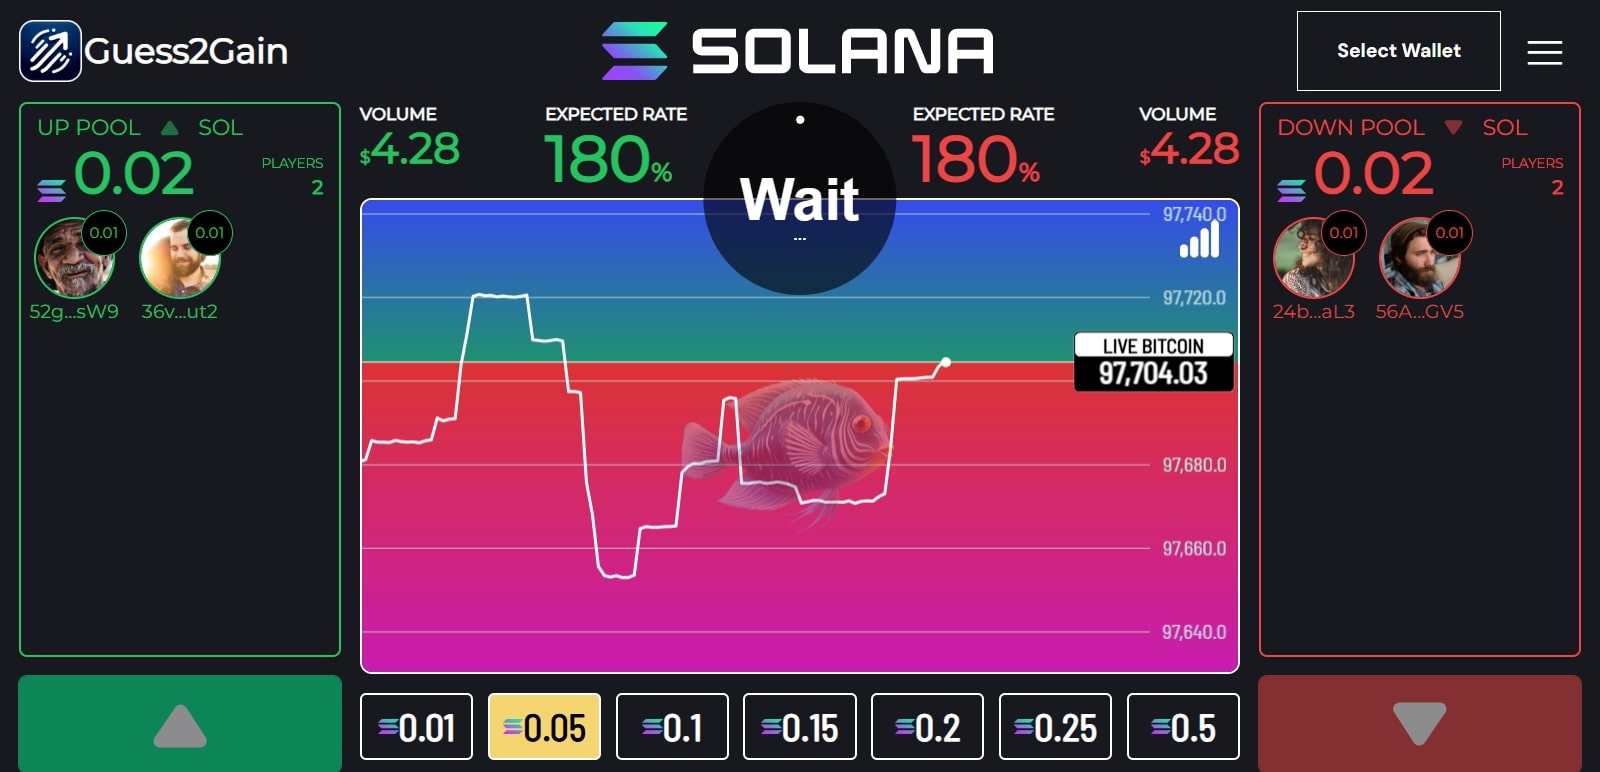 Guess2Gain
SOLANA
Select Wallet
UP POOL SOL
0.02
PLAYERS
2
0.01
0.01
52g...sW9
36v...ut2
VOLUME
$4.28
EXPECTED RATE
180%
Wait
...
EXPECTED RATE
180%
VOLUME
$4.28
97,740.0
97,720.0
LIVE BITCOIN
97,704.03
97,680.0
97,660.0
97,640.0
DOWN POOL SOL
0.02
PLAYERS
2
0.01
0.01
24b...aL3
56A...GV5
0.01
0.05
0.1
0.15
0.2
0.25
0.5